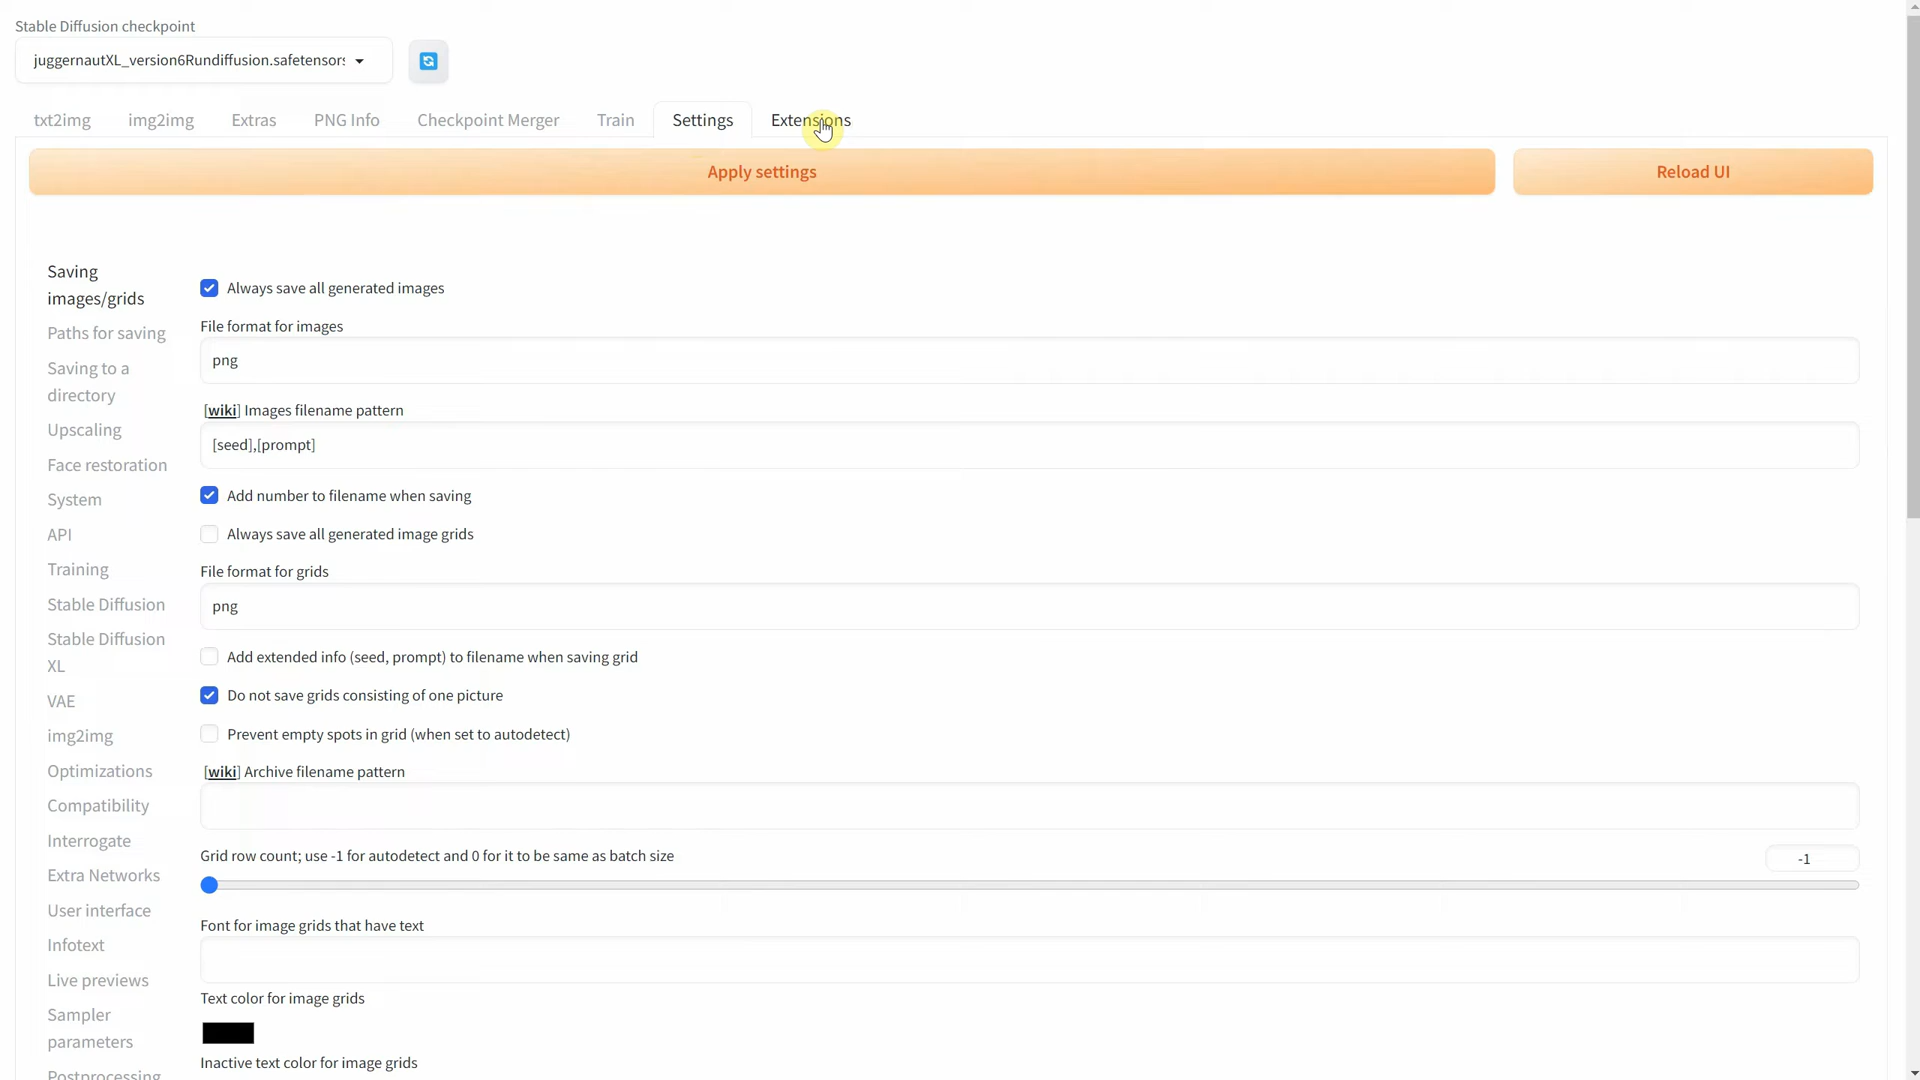 Stable Diffusion checkpoint
juggernautXL_version6Rundiffusion.safetensors
txt2img img2img Extras PNG Info Checkpoint Merger Train Settings Extensions
Apply settings Reload UI
Saving
images/grids
Paths for saving
Saving to a
directory
Upscaling
Face restoration
System
API
Training
Stable Diffusion
Stable Diffusion
XL
VAE
img2img
Optimizations
Compatibility
Interrogate
Extra Networks
User interface
Infotext
Live previews
Sampler
parameters
Postprocessing
Always save all generated images
File format for images
png
[wiki] Images filename pattern
[seed],[prompt]
Add number to filename when saving
Always save all generated image grids
File format for grids
png
Add extended info (seed, prompt) to filename when saving grid
Do not save grids consisting of one picture
Prevent empty spots in grid (when set to autodetect)
[wiki] Archive filename pattern
Grid row count; use -1 for autodetect and 0 for it to be same as batch size
-1
Font for image grids that have text
Text color for image grids
Inactive text color for image grids